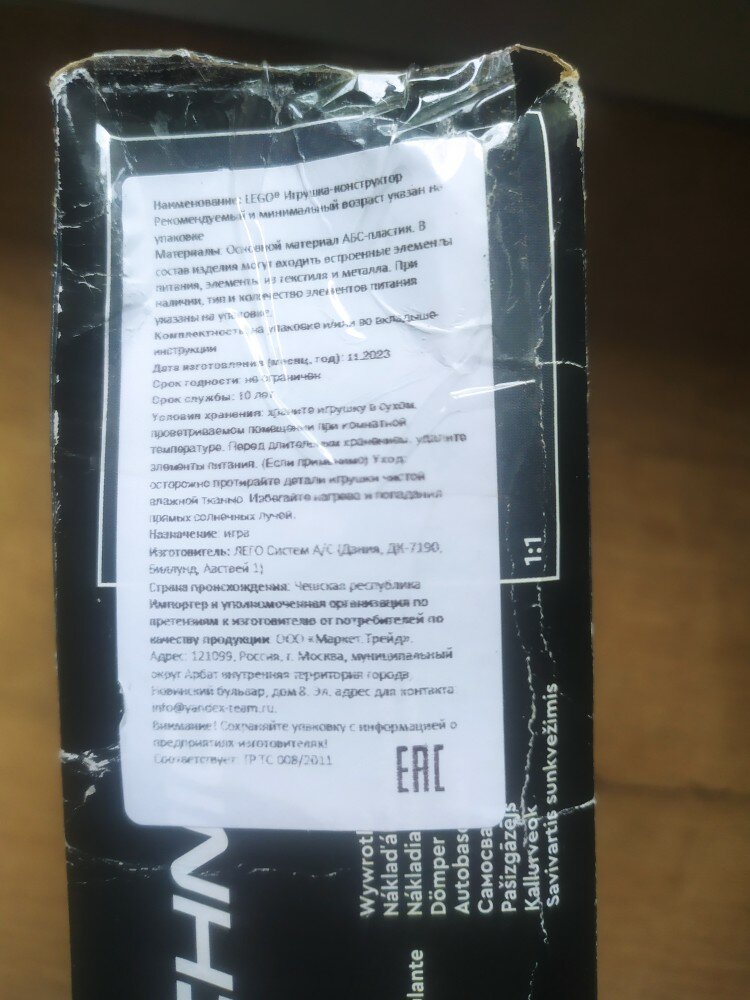 Наименование: LEGO® Игрушка-конструктор
Рекомендуемый и минимальный возраст указан на
упаковке
Материалы: Основной материал АБС-пластик. В
состав изделия могут входить встроенные элементы
питания, элементы из текстиля и металла. При
наличии, тип и количество элементов питания
указаны на упаковке.
Комплектность: на упаковке и/или во вкладыше-
инструкции
Дата изготовления (месяц, год): 11.2023
Срок годности: не ограничен
Срок службы: 10 лет
Условия хранения: храните игрушку в сухом,
проветриваемом помещении при комнатной
температуре. Перед длительным хранением, удалите
элементы питания. (Если применимо) Уход:
осторожно протирайте детали игрушки чистой
влажной тканью. Избегайте нагрева и попадания
прямых солнечных лучей.
Назначение: игра
Изготовитель: ЛЕГО Систем А/С (Дания, ДК-7190,
Биллунд, Аствей 1)
Страна происхождения: Чешская республика
Импортер и уполномоченная организация по
претензиям к изготовителю от потребителей по
качеству продукции: ООО «Маркет.Трейд».
Адрес: 121099, Россия, г. Москва, муниципальный
округ Арбат внутренняя территория города,
Новинский бульвар, дом 8. Эл. адрес для контакта:
info@yandex-team.ru.
Внимание! Сохраняйте упаковку с информацией о
предприятиях изготовителях!
Соответствует: ТР ТС 008/2011
EAC
1:1
Wywrotk
Náklaďá
Nákladia
Dömper
Autobasc
Самосва
Pašizgāzējs
Kallurveok
Savivartis sunkvežimis
plante
CHN